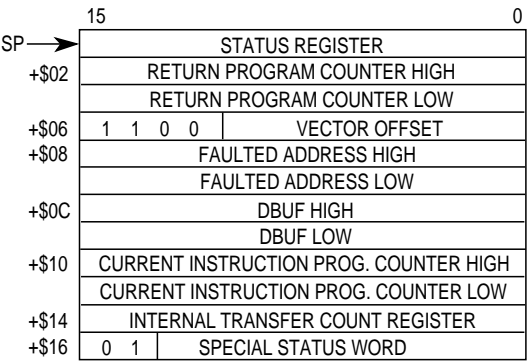 15 0
SP STATUS REGISTER
+$02 RETURN PROGRAM COUNTER HIGH
RETURN PROGRAM COUNTER LOW
+$06 1 1 0 0 VECTOR OFFSET
+$08 FAULTED ADDRESS HIGH
FAULTED ADDRESS LOW
+$0C DBUF HIGH
DBUF LOW
+$10 CURRENT INSTRUCTION PROG. COUNTER HIGH
CURRENT INSTRUCTION PROG. COUNTER LOW
+$14 INTERNAL TRANSFER COUNT REGISTER
+$16 0 1 SPECIAL STATUS WORD